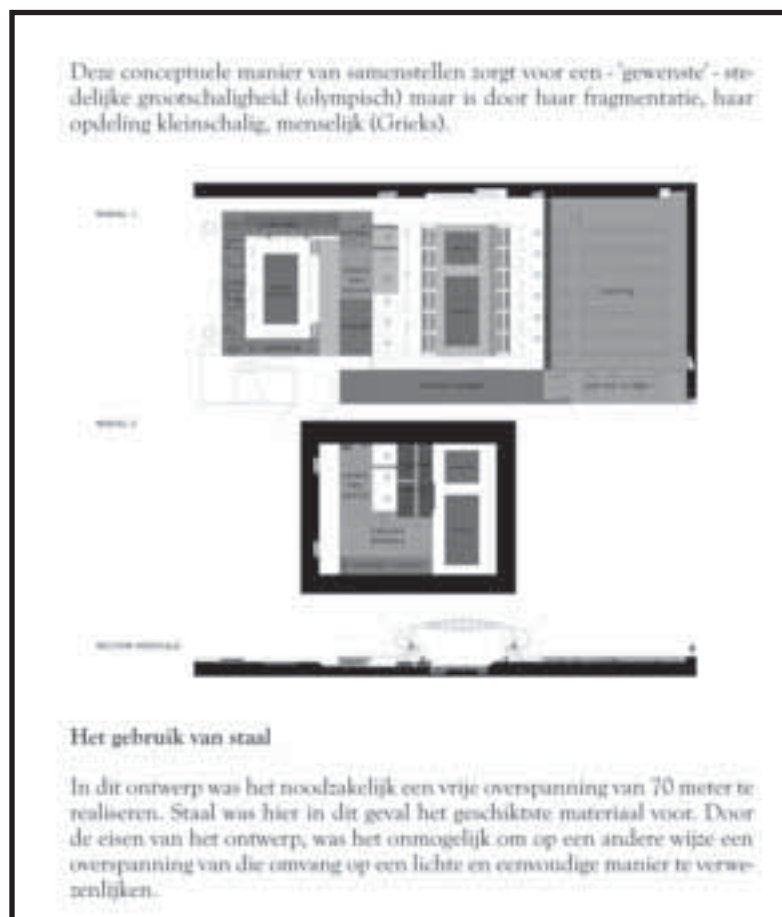 Deze conceptuele manier van samenstellen zorgt voor een - 'gewenste' - ste-
delijke grootschaligheid (olympisch) maar is door haar fragmentatie, haar
opdeling kleinschalig, menselijk (Grieks).
Het gebruik van staal
In dit ontwerp was het noodzakelijk een vrije overspanning van 70 meter te
realiseren. Staal was hier in dit geval het geschiktste materiaal voor. Door
de eisen van het ontwerp, was het onmogelijk om op een andere wijze een
overspanning van die omvang op een lichte en eenvoudige manier te verwe-
zenlijken.